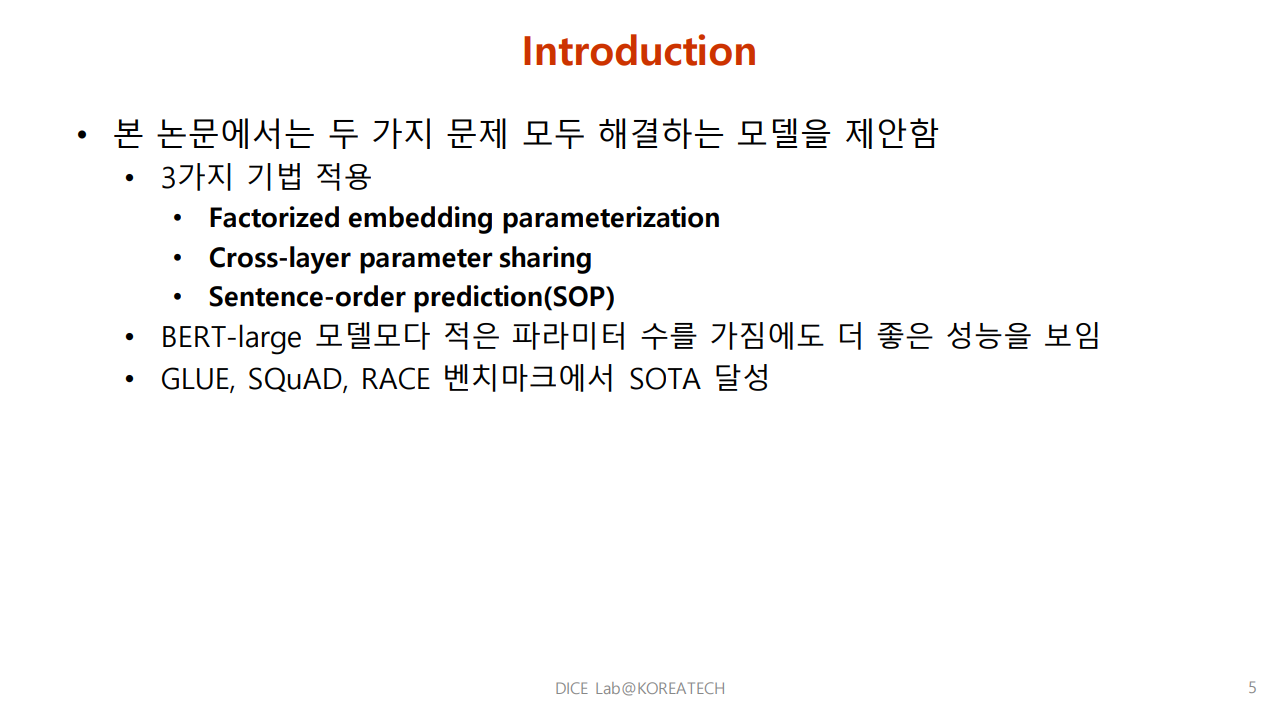 Introduction
• 본 논문에서는 두 가지 문제 모두 해결하는 모델을 제안함
• 3가지 기법 적용
• Factorized embedding parameterization
• Cross-layer parameter sharing
• Sentence-order prediction(SOP)
• BERT-large 모델모다 적은 파라미터 수를 가짐에도 더 좋은 성능을 보임
• GLUE, SQuAD, RACE 벤치마크에서 SOTA 달성
DICE Lab@KOREATECH
5